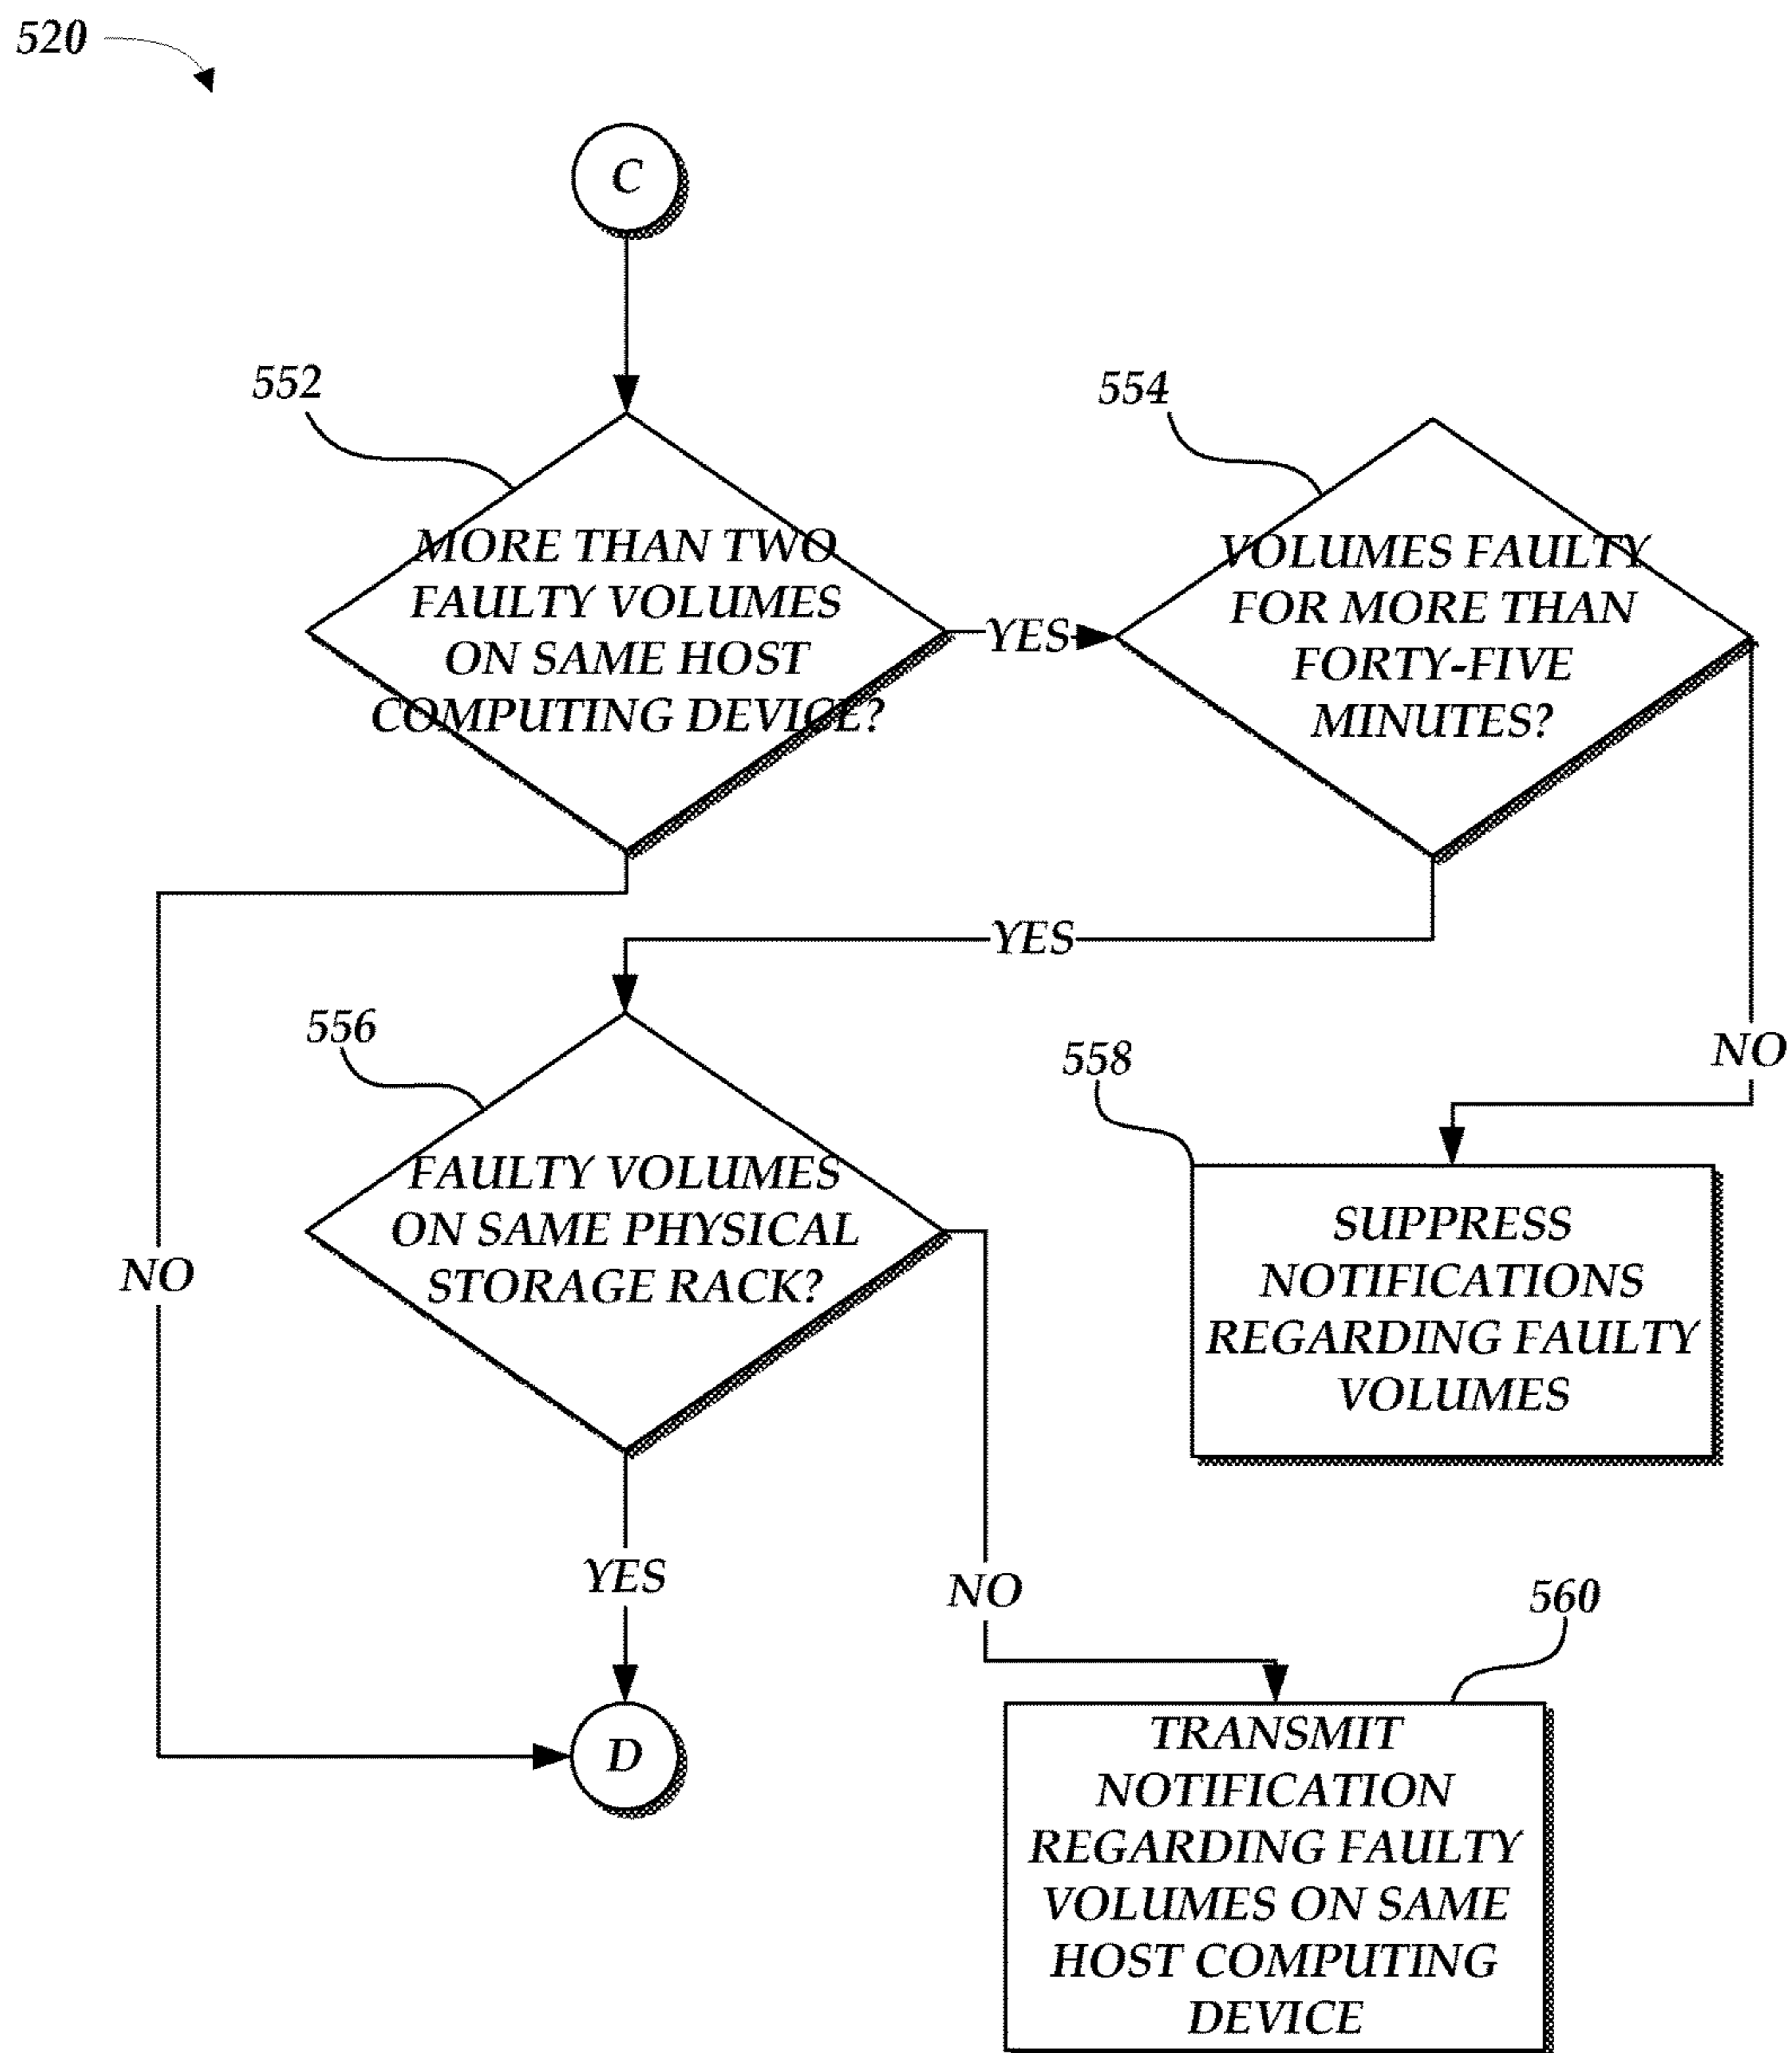 520
C
552
MORE THAN TWO
FAULTY VOLUMES
ON SAME HOST
COMPUTING DEVICE?
YES
554
VOLUMES FAULTY
FOR MORE THAN
FORTY-FIVE
MINUTES?
YES
NO
556
FAULTY VOLUMES
ON SAME PHYSICAL
STORAGE RACK?
558
SUPPRESS
NOTIFICATIONS
REGARDING FAULTY
VOLUMES
NO
YES
NO
D
560
TRANSMIT
NOTIFICATION
REGARDING FAULTY
VOLUMES ON SAME
HOST COMPUTING
DEVICE